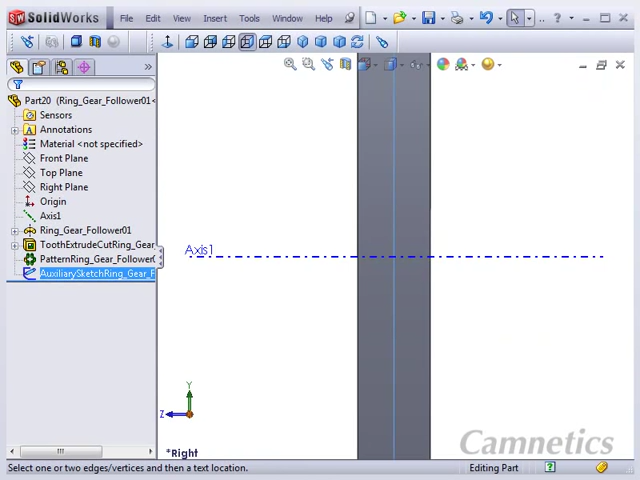 SolidWorks File Edit View Insert Tools Window Help
Part20 (Ring_Gear_Follower01<
Sensors
Annotations
Material <not specified>
Front Plane
Top Plane
Right Plane
Origin
Axis1
Ring_Gear_Follower01
ToothExtrudeCutRing_Gear_
PatternRing_Gear_Follower0
AuxiliarySketchRing_Gear_F
Axis1
Y
Z
*Right
Camnetics
Select one or two edges/vertices and then a text location. Editing Part